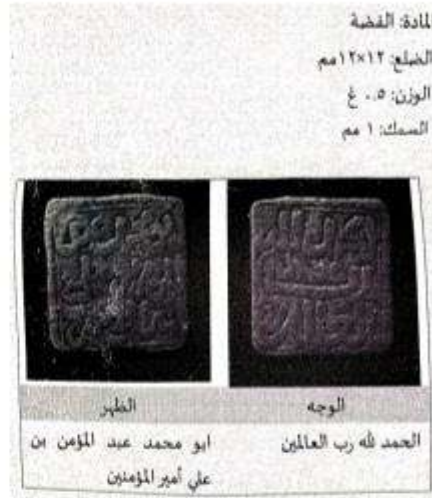 المادة: الفضة
الضلع: ١٢×١٢مم
الوزن: ٠.٥ غ
السمك: ١ مم
الوجه
الظهر
الحمد لله رب العالمين
ابو محمد عبد المؤمن بن
علي أمير المؤمنين